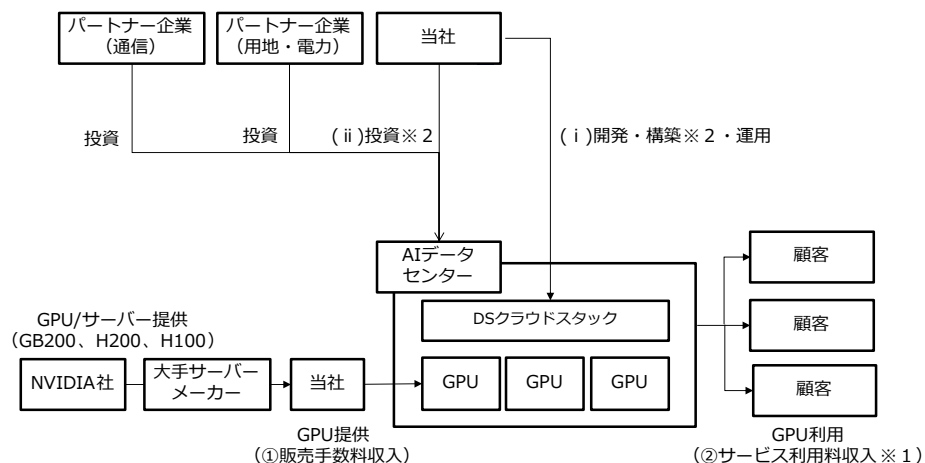 パートナー企業
（通信）
パートナー企業
（用地・電力）
当社
投資
投資
(ⅱ)投資※２
(ⅰ)開発・構築※２・運用
AIデータ
センター
DSクラウドスタック
GPU
GPU
GPU
顧客
顧客
顧客
GPU/サーバー提供
（GB200、H200、H100）
NVIDIA社
大手サーバー
メーカー
当社
GPU提供
（①販売手数料収入）
GPU利用
（②サービス利用料収入※１）